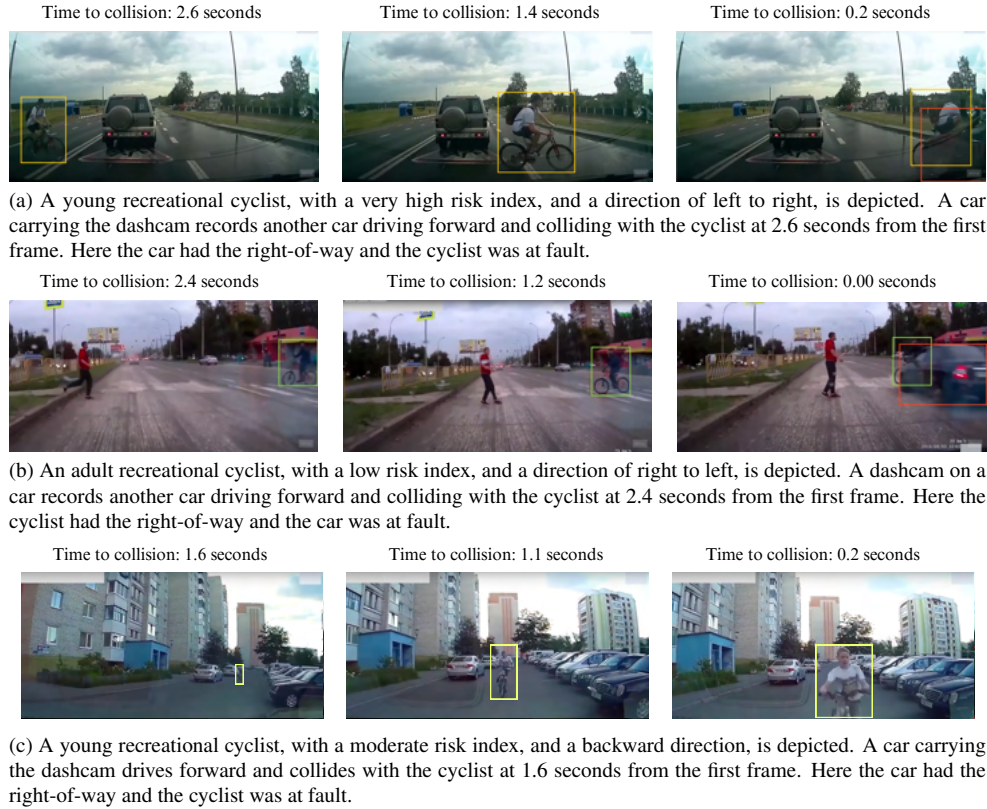 Time to collision: 2.6 seconds
Time to collision: 1.4 seconds
Time to collision: 0.2 seconds
(a) A young recreational cyclist, with a very high risk index, and a direction of left to right, is depicted. A car
carrying the dashcam records another car driving forward and colliding with the cyclist at 2.6 seconds from the first
frame. Here the car had the right-of-way and the cyclist was at fault.
Time to collision: 2.4 seconds
Time to collision: 1.2 seconds
Time to collision: 0.00 seconds
(b) An adult recreational cyclist, with a low risk index, and a direction of right to left, is depicted. A dashcam on a
car records another car driving forward and colliding with the cyclist at 2.4 seconds from the first frame. Here the
cyclist had the right-of-way and the car was at fault.
Time to collision: 1.6 seconds
Time to collision: 1.1 seconds
Time to collision: 0.2 seconds
(c) A young recreational cyclist, with a moderate risk index, and a backward direction, is depicted. A car carrying
the dashcam drives forward and collides with the cyclist at 1.6 seconds from the first frame. Here the car had the
right-of-way and the cyclist was at fault.